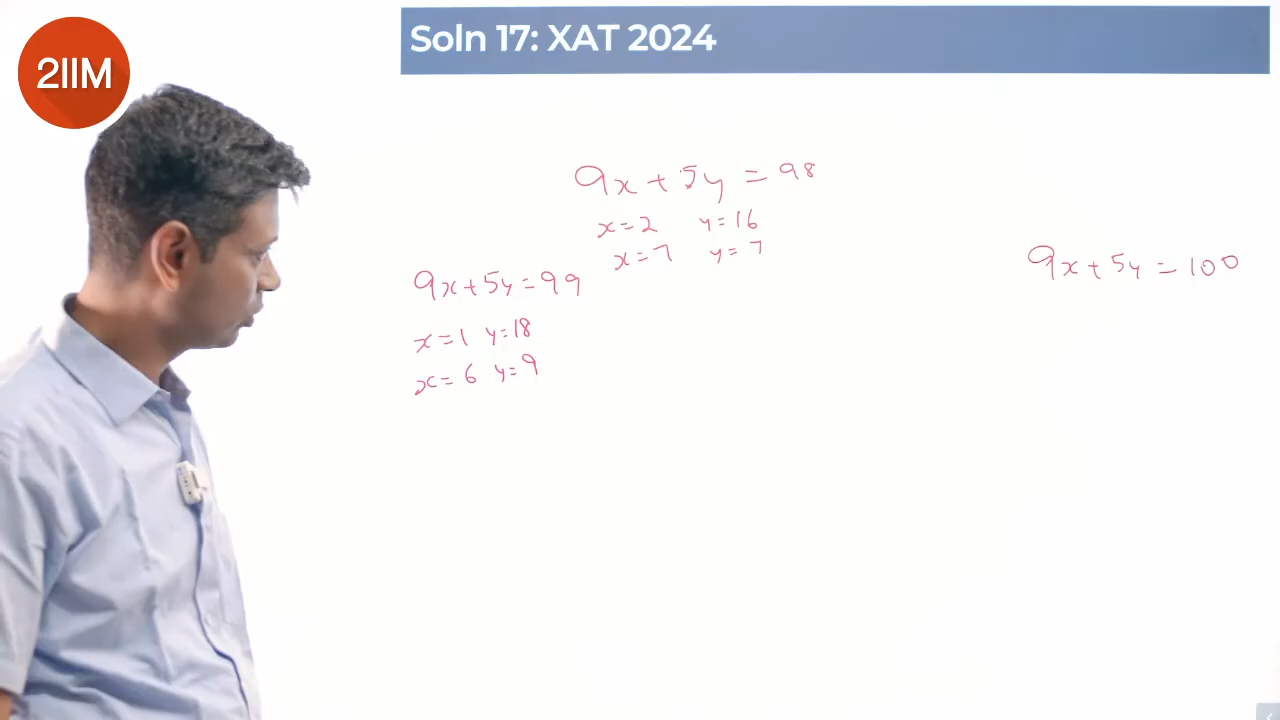 2IIM
Soln 17: XAT 2024
9x + 5y = 98
x = 2 y = 16
x = 7 y = 7
9x + 5y = 99
x = 1 y = 18
x = 6 y = 9
9x + 5y = 100